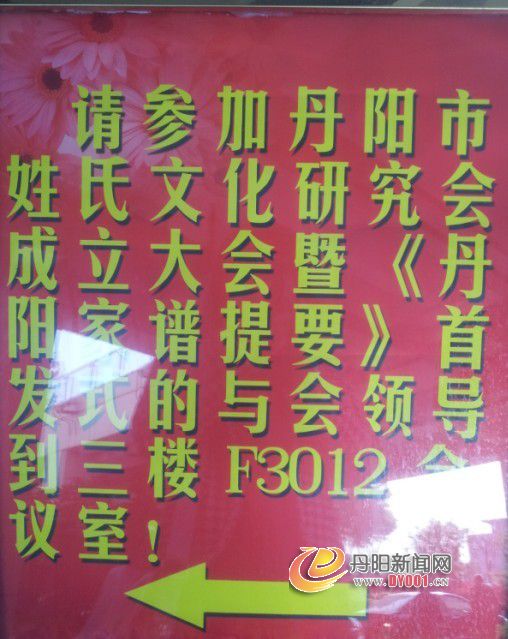 请参加丹阳市
姓氏文化研究会
成立大会暨《丹
阳家谱提要》首
发式的与会领导
到三楼F3012会
议室!
丹阳新闻网
www.DY001.cn